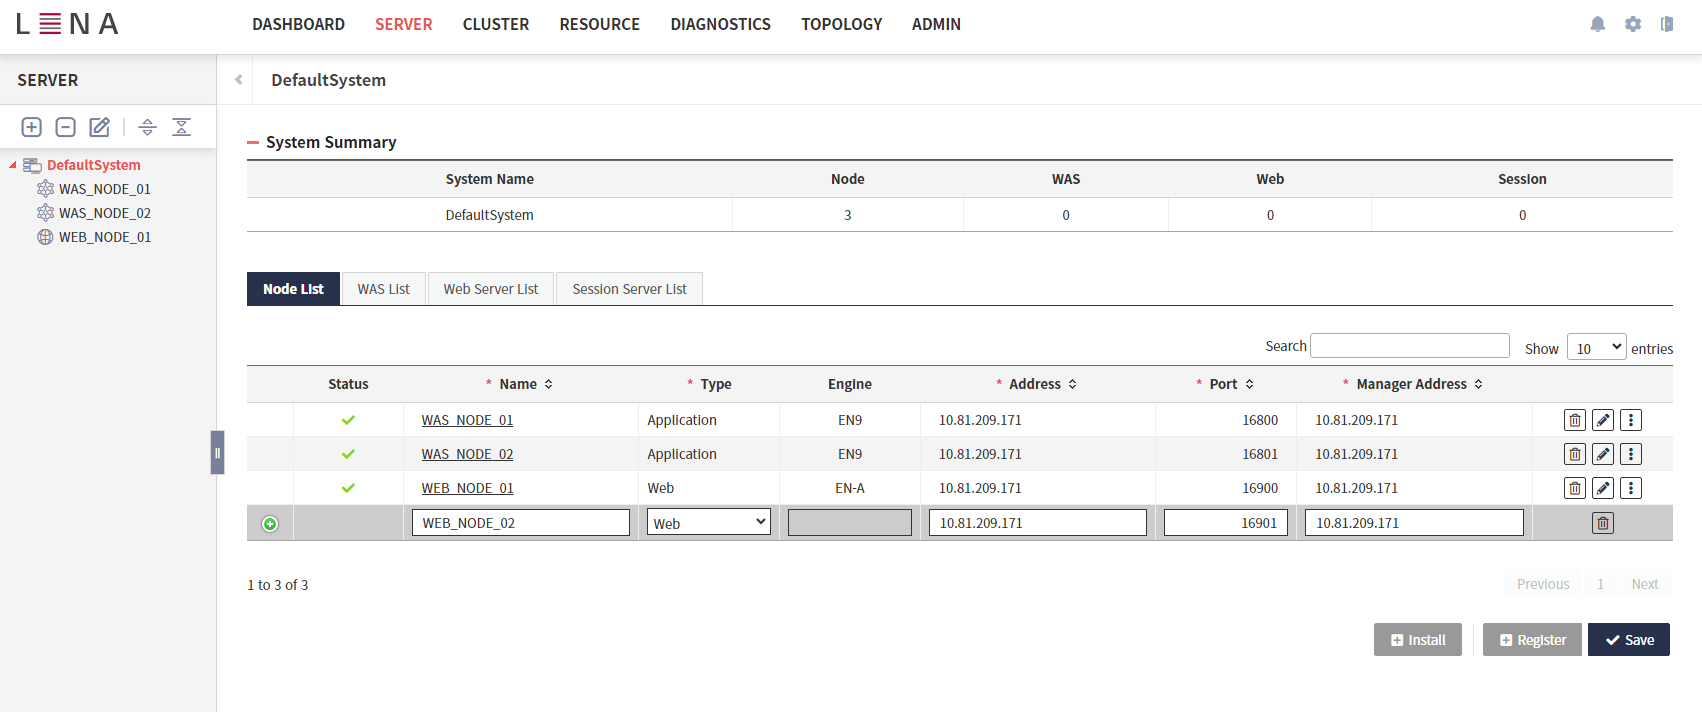 LENA
DASHBOARD SERVER CLUSTER RESOURCE DIAGNOSTICS TOPOLOGY ADMIN
SERVER
DefaultSystem
DefaultSystem
WAS_NODE_01
WAS_NODE_02
WEB_NODE_01
System Summary
System Name Node WAS Web Session
DefaultSystem 3 0 0 0
Node List WAS List Web Server List Session Server List
Search Show 10 entries
Status * Name * Type Engine * Address * Port * Manager Address
WAS_NODE_01 Application EN9 10.81.209.171 16800 10.81.209.171
WAS_NODE_02 Application EN9 10.81.209.171 16801 10.81.209.171
WEB_NODE_01 Web EN-A 10.81.209.171 16900 10.81.209.171
WEB_NODE_02 Web 10.81.209.171 16901 10.81.209.171
1 to 3 of 3
Previous 1 Next
Install Register Save